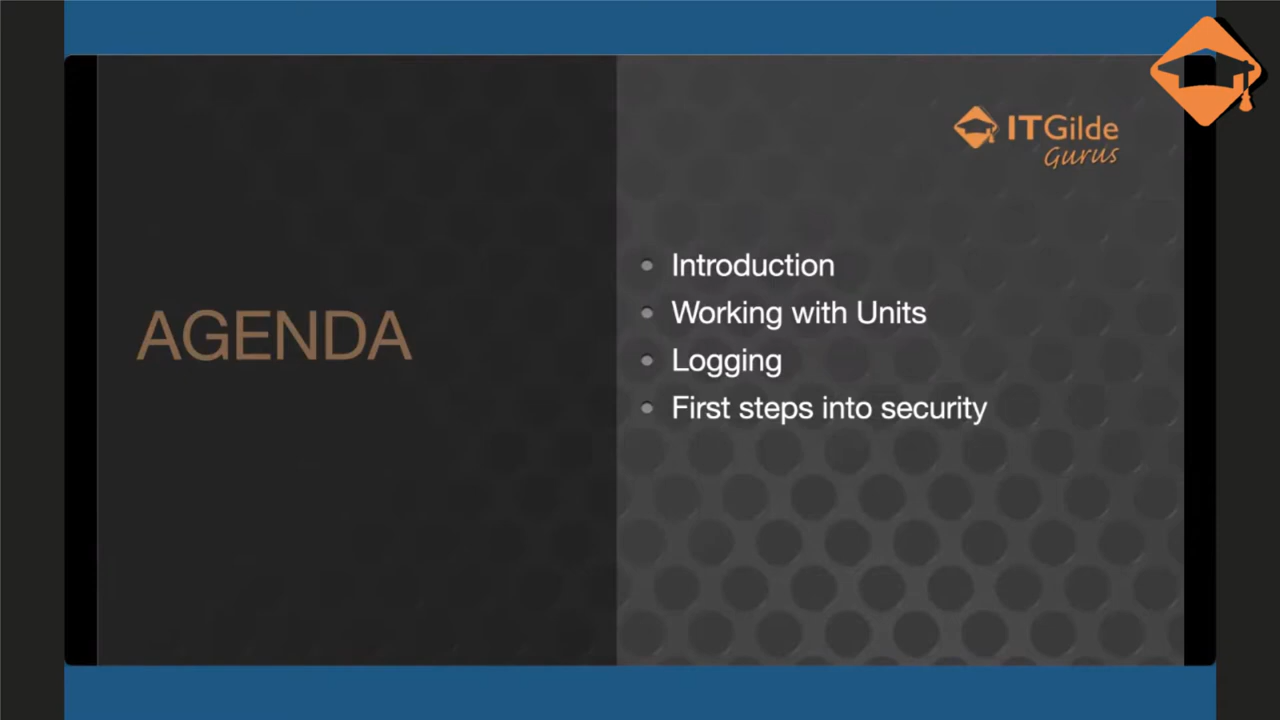 ITGilde
Gurus
AGENDA
Introduction
Working with Units
Logging
First steps into security